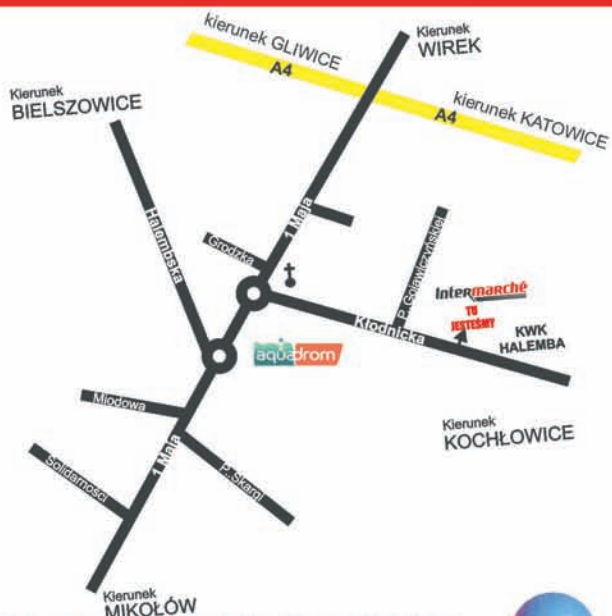 Kierunek
WIREK
kierunek GLIWICE
A4
kierunek KATOWICE
A4
Kierunek
BIELSZOWICE
Halembska
1 Maja
Grodzka
P. Gojawiczyńskiej
Intermarché
TU
JESTEŚMY
KWK
HALEMBA
Kłodnicka
aquadrom
Miodowa
Kierunek
KOCHŁOWICE
1 Maja
P. Skargi
Solidarności
Kierunek
MIKOŁÓW